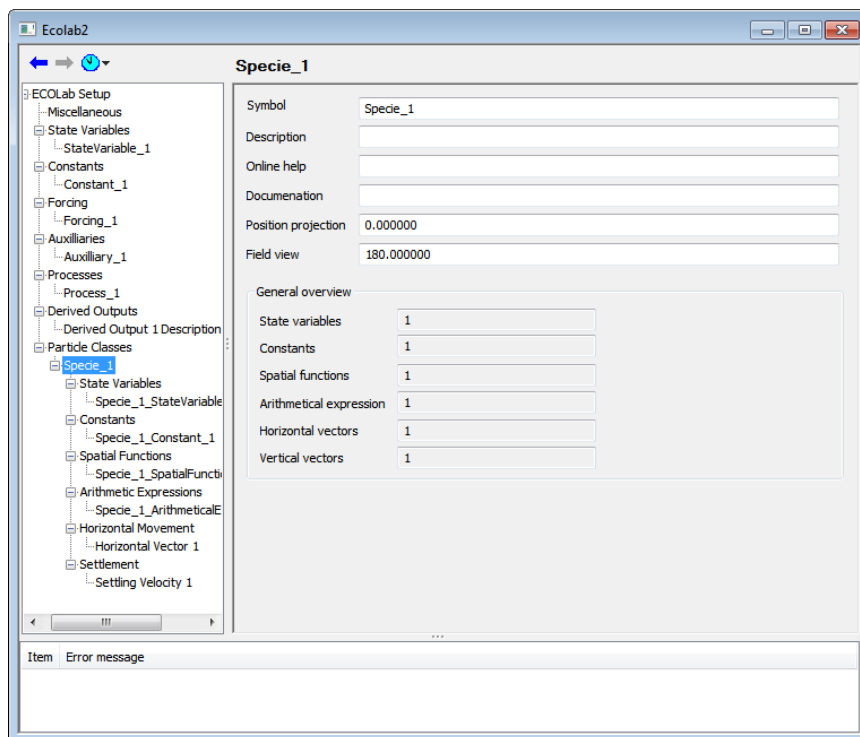 Ecolab2
Specie_1
ECOLab Setup
Miscellaneous
State Variables
StateVariable_1
Constants
Constant_1
Forcing
Forcing_1
Auxilliaries
Auxilliary_1
Processes
Process_1
Derived Outputs
Derived Output 1 Description
Particle Classes
Specie_1
State Variables
Specie_1_StateVariable
Constants
Specie_1_Constant_1
Spatial Functions
Specie_1_SpatialFuncti
Arithmetic Expressions
Specie_1_ArithmeticalE
Horizontal Movement
Horizontal Vector 1
Settlement
Settling Velocity 1
Symbol Specie_1
Description
Online help
Documenation
Position projection 0.000000
Field view 180.000000
General overview
State variables 1
Constants 1
Spatial functions 1
Arithmetical expression 1
Horizontal vectors 1
Vertical vectors 1
Item Error message